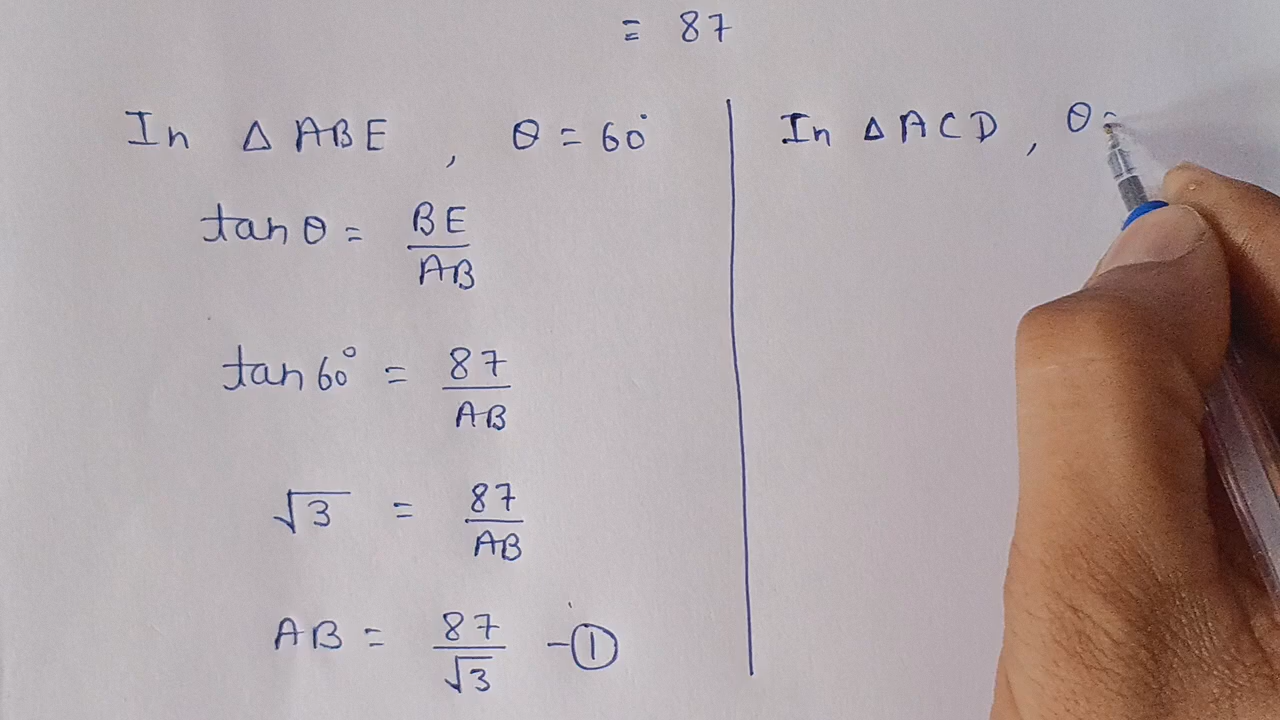 = 87
In Δ ABE , θ = 60°
tan θ = BE/AB
tan 60° = 87/AB
√3 = 87/AB
AB = 87/√3 - ①
In Δ ACD , θ =